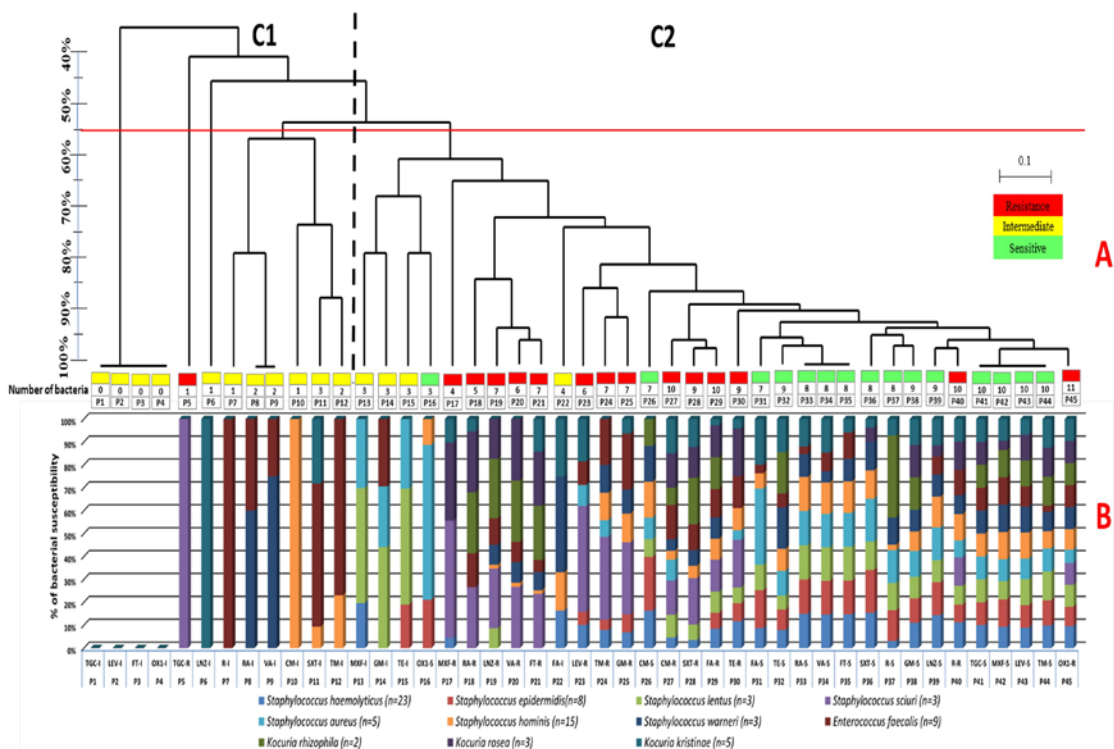 C1
C2
40%
50%
60%
70%
80%
90%
100%
0.1
Resistance
Intermediate
Sensitive
A
Number of bacteria
0 0 0 0 1 1 1 2 2 1 3 2 3 3 3 3 4 5 7 6 7 4 6 7 7 7 10 9 10 9 7 9 8 8 8 8 8 9 9 10 10 10 10 10 11
P1 P2 P3 P4 P5 P6 P7 P8 P9 P10 P11 P12 P13 P14 P15 P16 P17 P18 P19 P20 P21 P22 P23 P24 P25 P26 P27 P28 P29 P30 P31 P32 P33 P34 P35 P36 P37 P38 P39 P40 P41 P42 P43 P44 P45
% of bacterial susceptibility
100%
90%
80%
70%
60%
50%
40%
30%
20%
10%
0%
B
TGC-I LEV-I FT-I OX1-I TGC-R LNZ-I R-I RA-I VA-I CM-I SXT-I TM-I MXF-I GM-I TE-I OX1-S MXF-R RA-R LNZ-R VA-R FT-R FA-I LEV-R TM-R GM-R CM-S CM-R SXT-R FA-R TE-R FA-S TE-S RA-S VA-S FT-S SXT-S R-S GM-S LNZ-S R-R TGC-S MXF-S LEV-S TM-S OX1-R
P1 P2 P3 P4 P5 P6 P7 P8 P9 P10 P11 P12 P13 P14 P15 P16 P17 P18 P19 P20 P21 P22 P23 P24 P25 P26 P27 P28 P29 P30 P31 P32 P33 P34 P35 P36 P37 P38 P39 P40 P41 P42 P43 P44 P45
Staphylococcus haemolyticus (n=23) Staphylococcus epidermidis(n=8) Staphylococcus lentus (n=3) Staphylococcus sciuri (n=3)
Staphylococcus aureus (n=5) Staphylococcus hominis (n=15) Staphylococcus warneri (n=3) Enterococcus faecalis (n=9)
Kocuria rhizophila (n=2) Kocuria rosea (n=3) Kocuria kristinae (n=5)